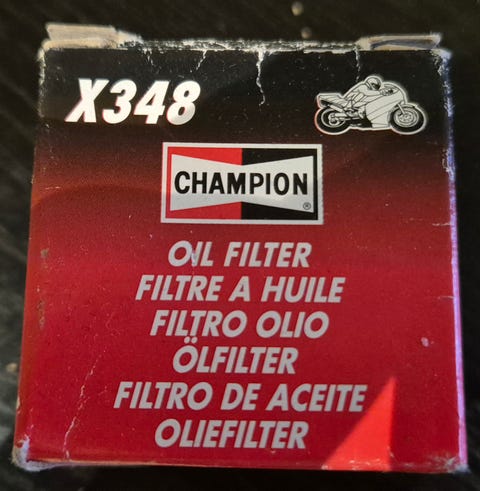 X348
CHAMPION
®
OIL FILTER
FILTRE A HUILE
FILTRO OLIO
ÖLFILTER
FILTRO DE ACEITE
OLIEFILTER